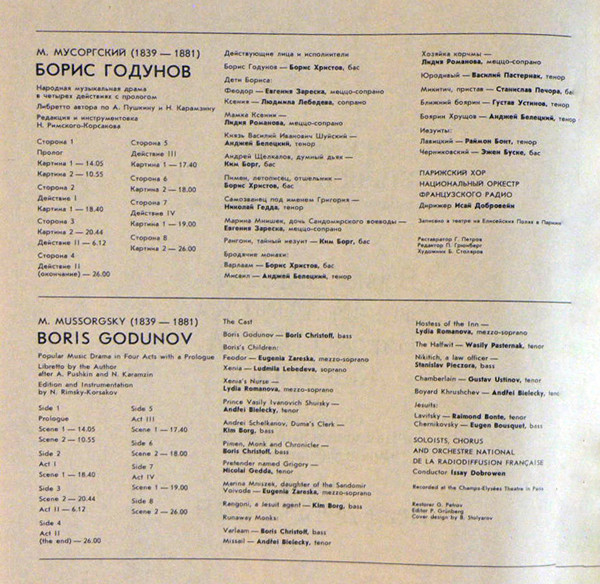 М. МУСОРГСКИЙ (1839 — 1881)
БОРИС ГОДУНОВ
Народная музыкальная драма
в четырех действиях с прологом
Либретто автора по А. Пушкину и Н. Карамзину
Редакция и инструментовка
Н. Римского-Корсакова
Сторона 1
Пролог
Картина 1 — 14.05
Картина 2 — 10.55
Сторона 2
Действие I
Картина 1 — 18.40
Сторона 3
Картина 2 — 20.44
Действие II — 6.12
Сторона 4
Действие II
(окончание) — 26.00
Сторона 5
Действие III
Картина 1 — 17.40
Сторона 6
Картина 2 — 18.00
Сторона 7
Действие IV
Картина 1 — 19.00
Сторона 8
Картина 2 — 26.00
Действующие лица и исполнители
Борис Годунов — Борис Христов, бас
Дети Бориса:
Феодор — Евгения Зареска, меццо-сопрано
Ксения — Людмила Лебедева, сопрано
Мамка Ксении —
Лидия Романова, меццо-сопрано
Князь Василий Иванович Шуйский —
Анджей Белецкий, тенор
Андрей Щелкалов, думный дьяк —
Ким Борг, бас
Пимен, летописец, отшельник —
Борис Христов, бас
Самозванец под именем Григория —
Николай Гедда, тенор
Марина Мнишек, дочь Сандомирского воеводы —
Евгения Зареска, меццо-сопрано
Рангони, тайный иезуит — Ким Борг, бас
Бродячие монахи:
Варлаам — Борис Христов, бас
Мисаил — Анджей Белецкий, тенор
Хозяйка корчмы —
Лидия Романова, меццо-сопрано
Юродивый — Василий Пастернак, тенор
Микитич, пристав — Станислав Печора, бас
Ближний боярин — Густав Устинов, тенор
Боярин Хрущов — Анджей Белецкий, тенор
Иезуиты:
Лавицкий — Раймон Бонт, тенор
Черниковский — Эжен Буске, бас
ПАРИЖСКИЙ ХОР
НАЦИОНАЛЬНЫЙ ОРКЕСТР
ФРАНЦУЗСКОГО РАДИО
Дирижер Исай Добровейн
Записано в театре на Елисейских Полях в Париже
Реставратор Г. Петров
Редактор П. Грюнберг
Художник Б. Столяров
M. MUSSORGSKY (1839 — 1881)
BORIS GODUNOV
Popular Music Drama in Four Acts with a Prologue
Libretto by the Author
after A. Pushkin and N. Karamzin
Edition and Instrumentation
by N. Rimsky-Korsakov
Side 1
Prologue
Scene 1 — 14.05
Scene 2 — 10.55
Side 2
Act I
Scene 1 — 18.40
Side 3
Scene 2 — 20.44
Act II — 6.12
Side 4
Act II
(the end) — 26.00
Side 5
Act III
Scene 1 — 17.40
Side 6
Scene 2 — 18.00
Side 7
Act IV
Scene 1 — 19.00
Side 8
Scene 2 — 26.00
The Cast
Boris Godunov — Boris Christoff, bass
Boris's Children:
Feodor — Eugenia Zareska, mezzo-soprano
Xenia — Ludmila Lebedeva, soprano
Xenia's Nurse —
Lydia Romanova, mezzo-soprano
Prince Vasily Ivanovich Shuisky —
Andřei Bielecky, tenor
Andrei Schelkanov, Duma's Clerk —
Kim Borg, bass
Pimen, Monk and Chronicler —
Boris Christoff, bass
Pretender named Grigory —
Nicolai Gedda, tenor
Marina Mniszek, daughter of the Sandomir
Voivode — Eugenia Zareska, mezzo-soprano
Rangoni, a Jesuit agent — Kim Borg, bass
Runaway Monks:
Varlaam — Boris Christoff, bass
Missail — Andřei Bielecky, tenor
Hostess of the Inn —
Lydia Romanova, mezzo-soprano
The Halfwit — Wasily Pasternak, tenor
Nikitich, a law officer —
Stanislav Pieczora, bass
Chamberlain — Gustav Ustinov, tenor
Boyard Khrushchev — Andřei Bielecky, tenor
Jesuits:
Lavitsky — Raimond Bonte, tenor
Chernikovsky — Eugen Bousquet, bass
SOLOISTS, CHORUS
AND ORCHESTRE NATIONAL
DE LA RADIODIFFUSION FRANÇAISE
Conductor Issay Dobrowen
Recorded at the Champs-Elysées Theatre in Paris
Restorer G. Petrov
Editor P. Grünberg
Cover design by B. Stolyarov